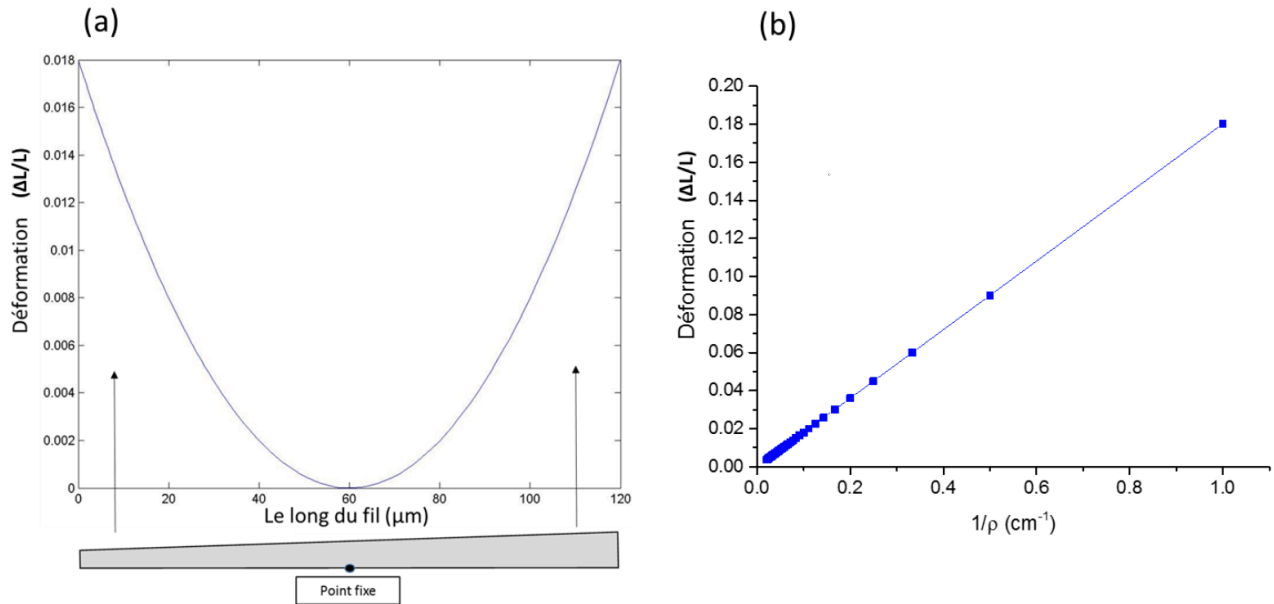 (a)
0.018
0.016
0.014
0.012
0.01
0.008
0.006
0.004
0.002
0
Déformation (ΔL/L)
0 20 40 60 80 100 120
Le long du fil (µm)
Point fixe
(b)
0.20
0.18
0.16
0.14
0.12
0.10
0.08
0.06
0.04
0.02
0.00
Déformation (ΔL/L)
0.0 0.2 0.4 0.6 0.8 1.0
1/ρ (cm⁻¹)